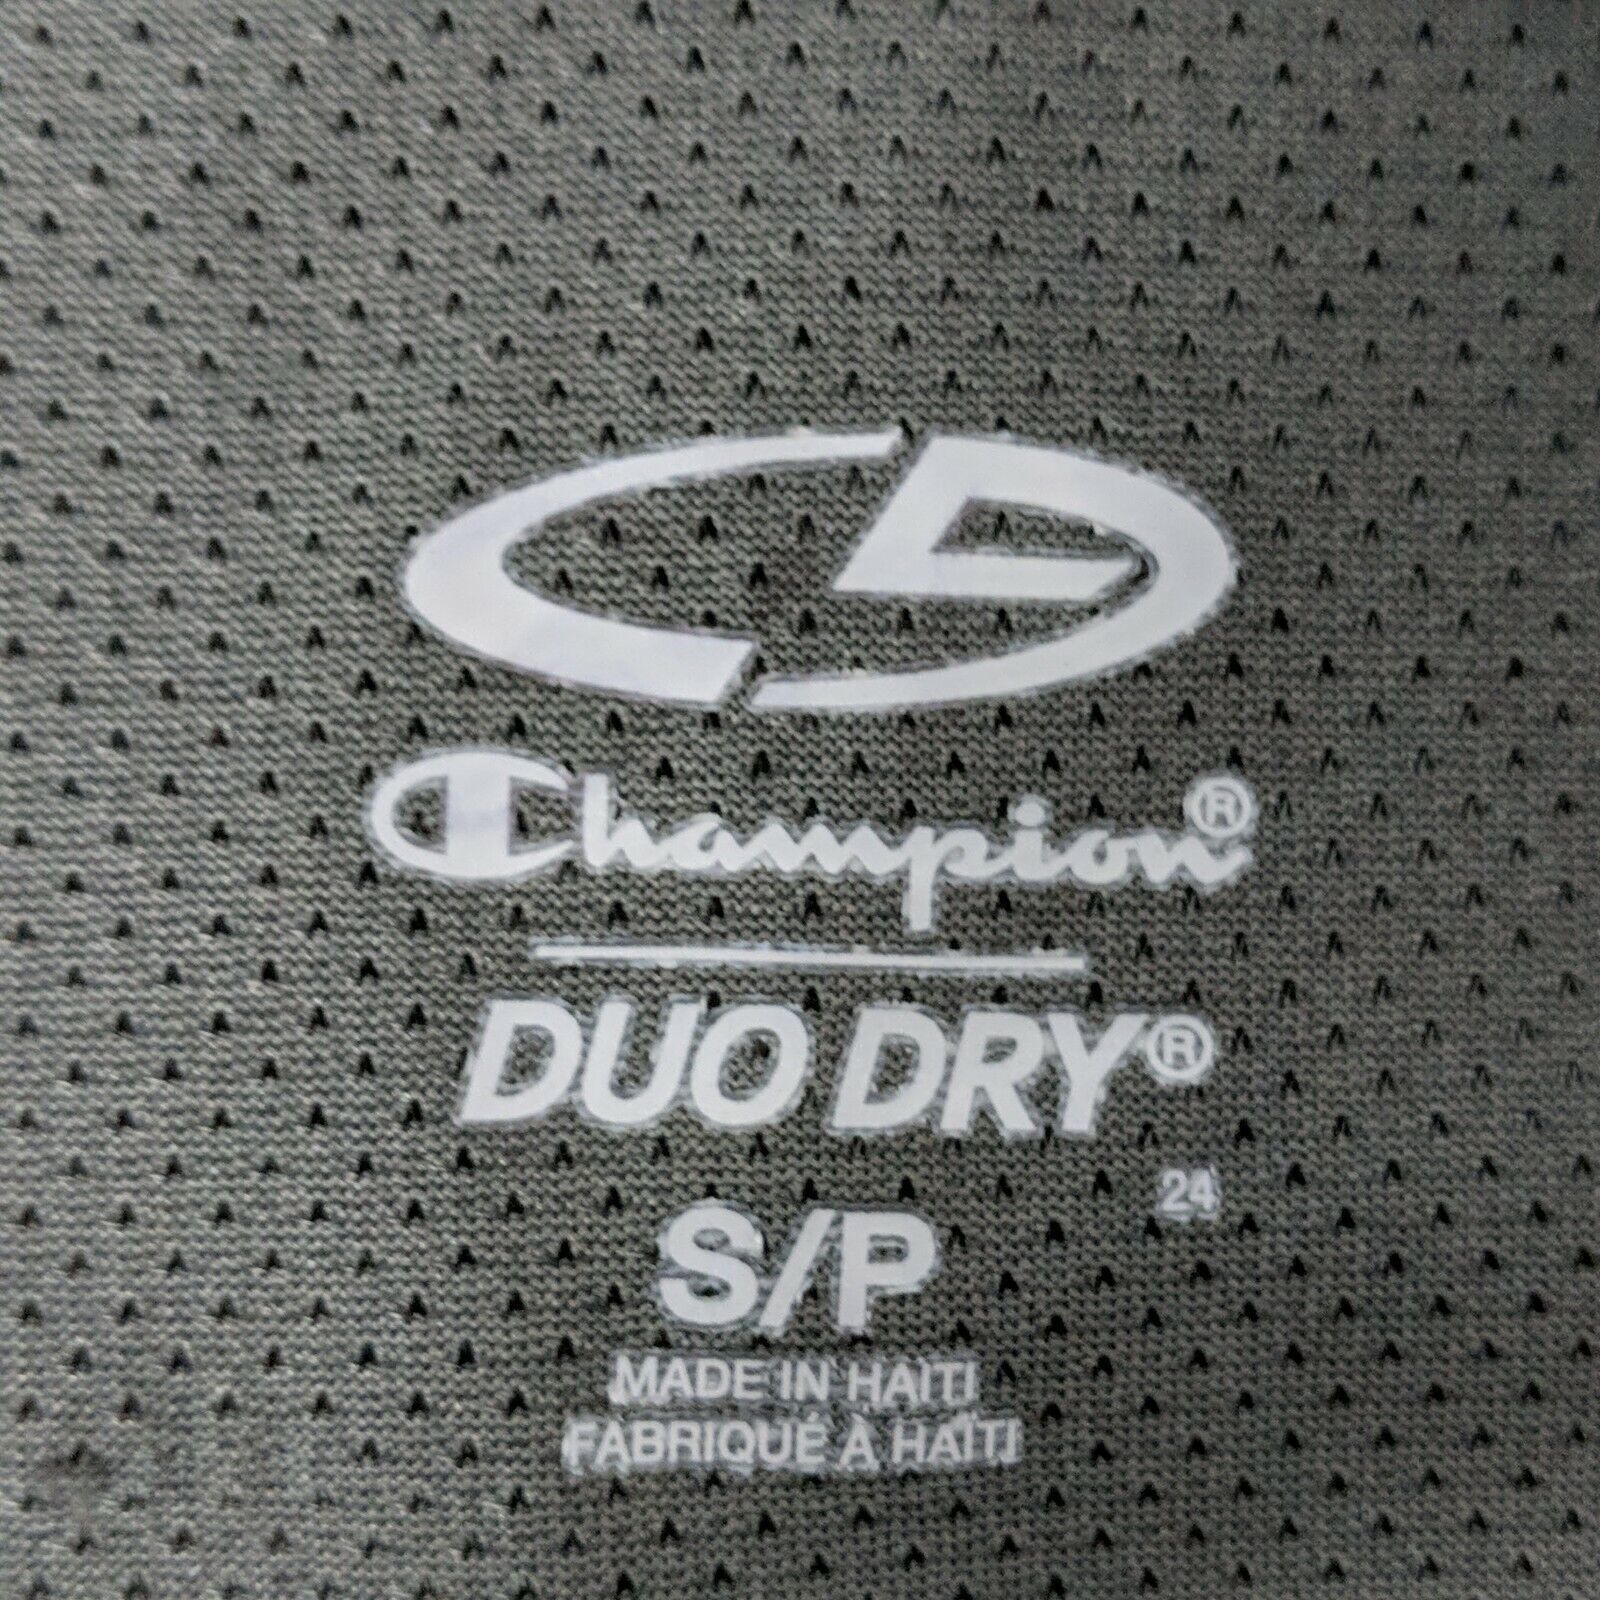 Champion®
DUO DRY®
24
S/P
MADE IN HAITI
FABRIQUÉ À HAÏTI